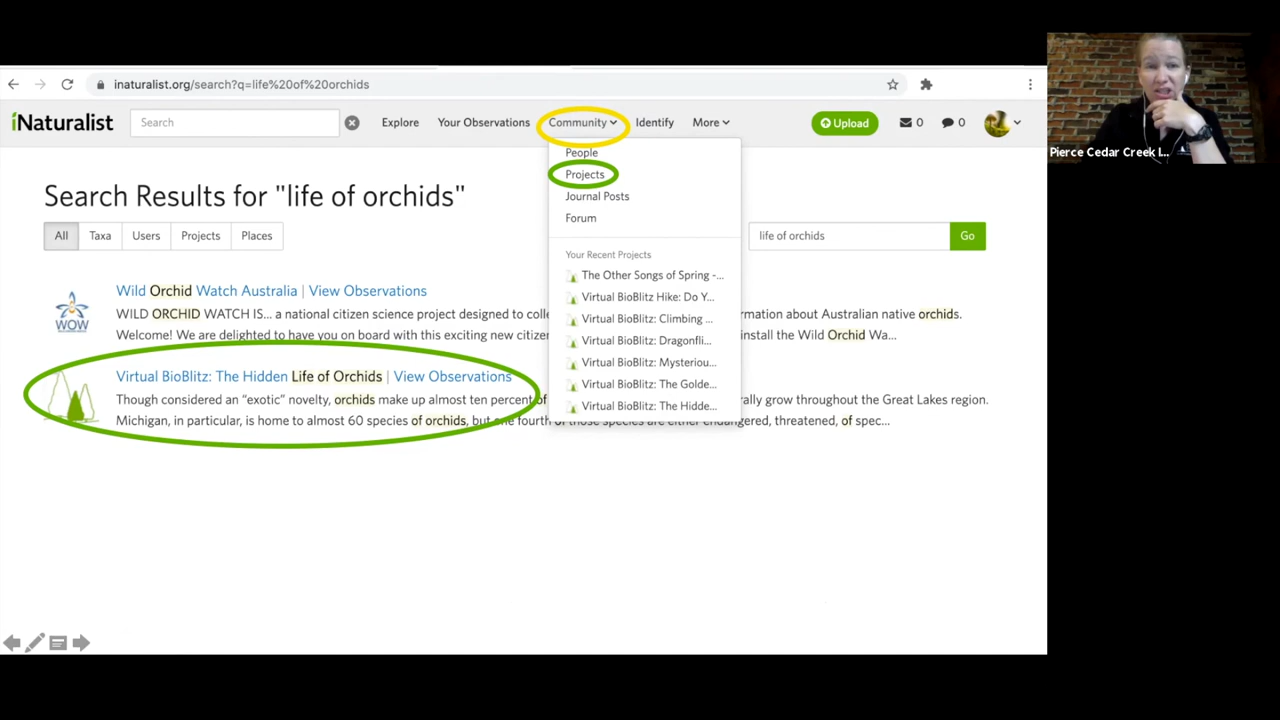 inaturalist.org/search?q=life%20of%20orchids
iNaturalist
Search
Explore
Your Observations
Community
Identify
More
Upload
0
0
People
Projects
Journal Posts
Forum
Your Recent Projects
The Other Songs of Spring -...
Virtual BioBlitz Hike: Do Y...
Virtual BioBlitz: Climbing ...
Virtual BioBlitz: Dragonfli...
Virtual BioBlitz: Mysteriou...
Virtual BioBlitz: The Golde...
Virtual BioBlitz: The Hidde...
Search Results for "life of orchids"
All
Taxa
Users
Projects
Places
life of orchids
Go
WOW
Wild Orchid Watch Australia | View Observations
WILD ORCHID WATCH IS... a national citizen science project designed to about Australian native orchids.
Welcome! We are delighted to have you on board with this exciting new install the Wild Orchid Wa...
Virtual BioBlitz: The Hidden Life of Orchids | View Observations
Though considered an “exotic” novelty, orchids make up almost ten percent of grow throughout the Great Lakes region.
Michigan, in particular, is home to almost 60 species of orchids, but one fourth of those species are either endangered, threatened, of spec...
Pierce Cedar Creek I...